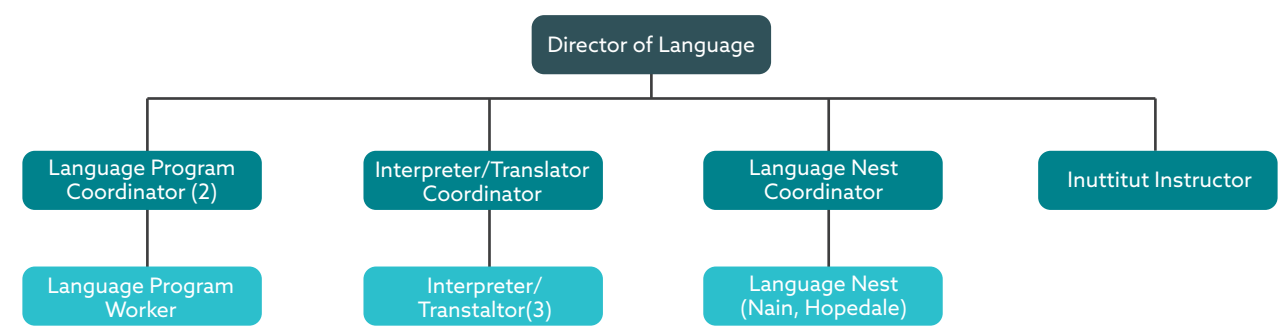 Director of Language
Language Program
Coordinator (2)
Interpreter/Translator
Coordinator
Language Nest
Coordinator
Inuttitut Instructor
Language Program
Worker
Interpreter/
Transtaltor(3)
Language Nest
(Nain, Hopedale)